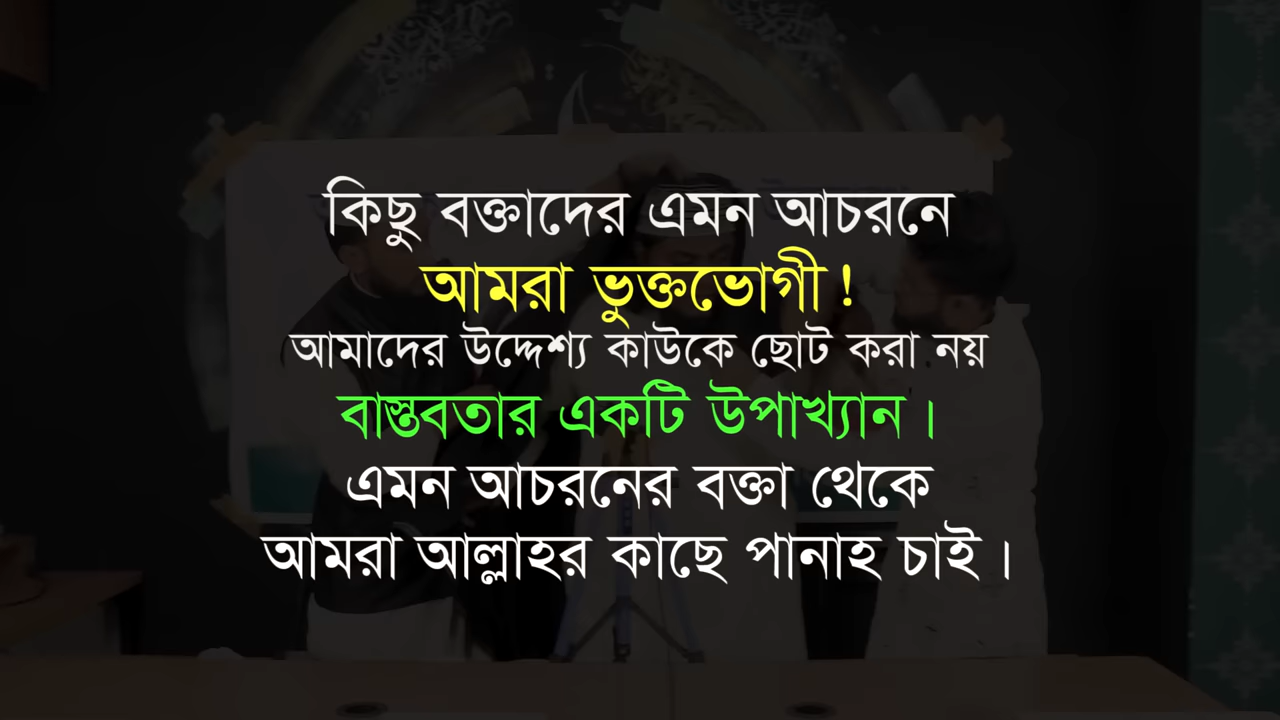 কিছু বক্তাদের এমন আচরনে
আমরা ভুক্তভোগী !
আমাদের উদ্দেশ্য কাউকে ছোট করা নয়
বাস্তবতার একটি উপাখ্যান ।
এমন আচরনের বক্তা থেকে
আমরা আল্লাহর কাছে পানাহ চাই ।